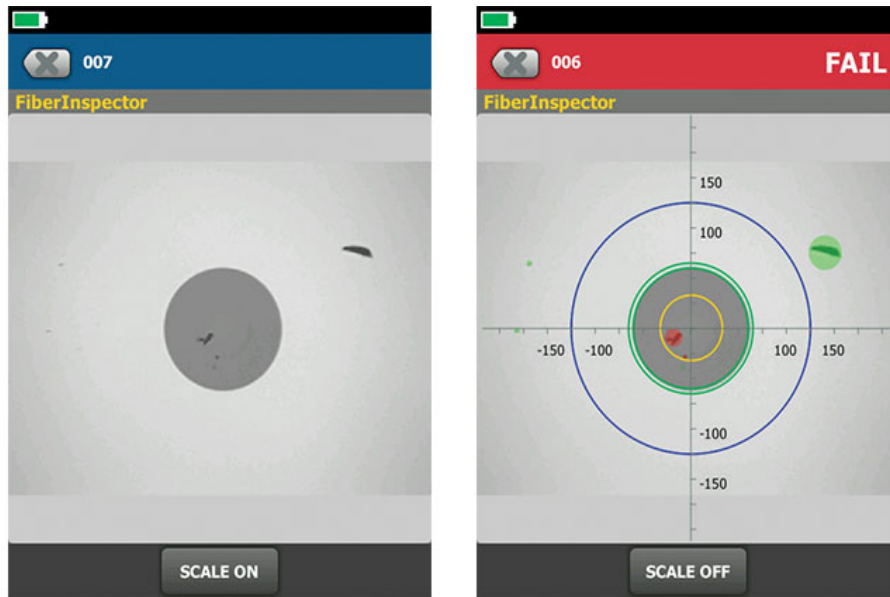 007
FiberInspector
SCALE ON
006
FAIL
FiberInspector
150
100
-150 -100 100 150
-100
-150
SCALE OFF